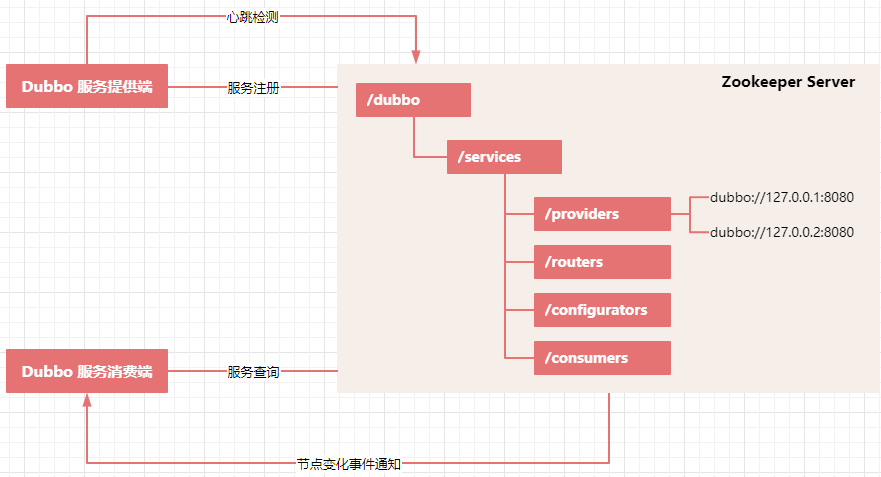 心跳检测
Dubbo 服务提供端
服务注册
Zookeeper Server
/dubbo
/services
/providers
dubbo://127.0.0.1:8080
dubbo://127.0.0.2:8080
/routers
/configurators
/consumers
Dubbo 服务消费端
服务查询
节点变化事件通知